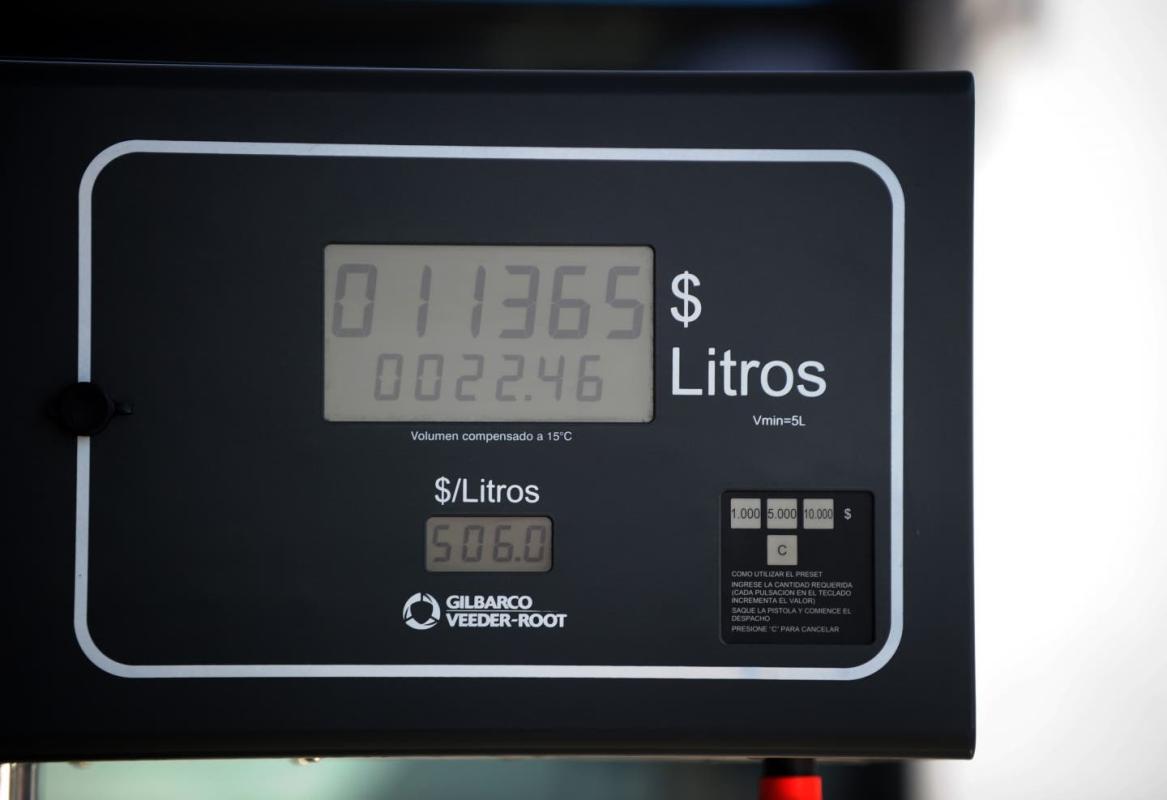 011365 $
0022.46 Litros
Vmin=5L
Volumen compensado a 15°C
$/Litros
506.0
GILBARCO
VEEDER-ROOT
1.000 5.000 10.000 $
C
COMO UTILIZAR EL PRESET
INGRESE LA CANTIDAD REQUERIDA
(CADA PULSACION EN EL TECLADO
INCREMENTA EL VALOR)
SAQUE LA PISTOLA Y COMIENCE EL
DESPACHO
PRESIONE "C" PARA CANCELAR